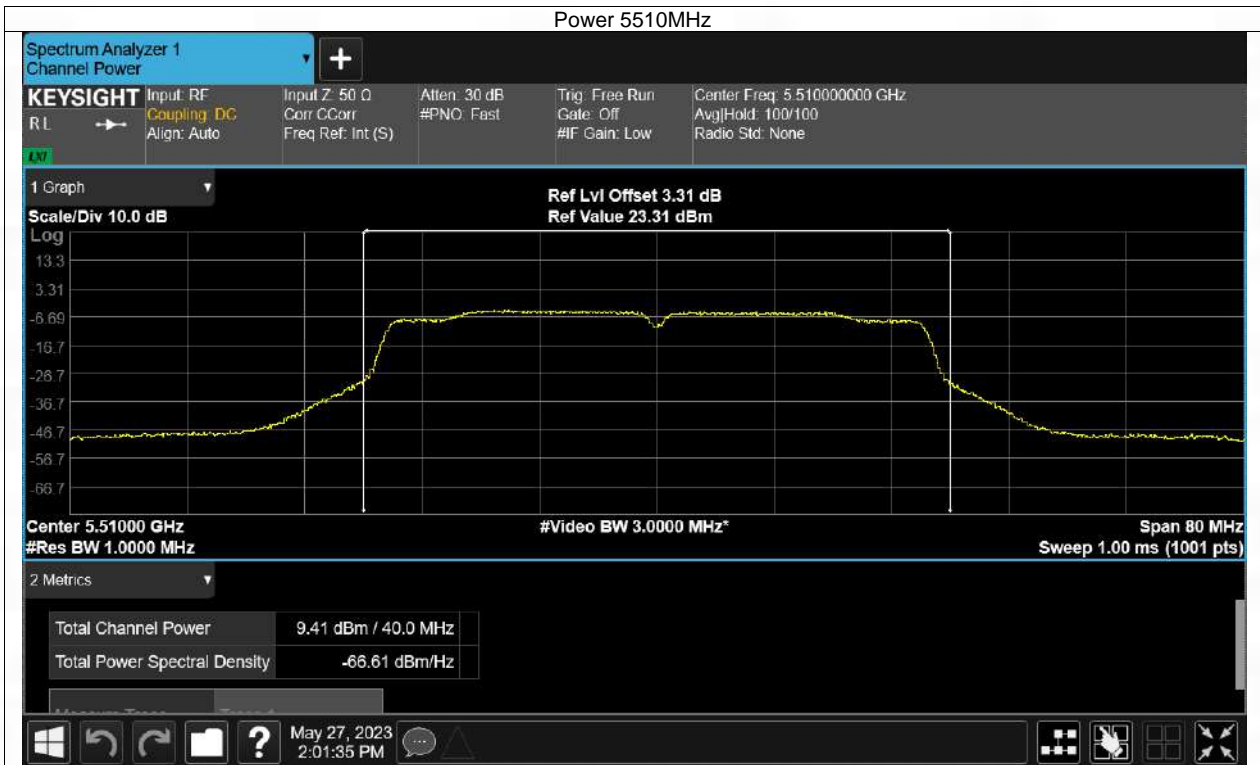 Power 5510MHz
Spectrum Analyzer 1
Channel Power
+
KEYSIGHT
RL
LXI
Input: RF
Coupling: DC
Align: Auto
Input Z: 50 Ω
Corr CCorr
Freq Ref: Int (S)
Atten: 30 dB
#PNO: Fast
Trig: Free Run
Gate: Off
#IF Gain: Low
Center Freq: 5.510000000 GHz
Avg|Hold: 100/100
Radio Std: None
1 Graph
Scale/Div 10.0 dB
Ref Lvl Offset 3.31 dB
Ref Value 23.31 dBm
Log
13.3
3.31
-6.69
-16.7
-26.7
-36.7
-46.7
-56.7
-66.7
Center 5.51000 GHz
#Res BW 1.0000 MHz
#Video BW 3.0000 MHz*
Span 80 MHz
Sweep 1.00 ms (1001 pts)
2 Metrics
Total Channel Power 9.41 dBm / 40.0 MHz
Total Power Spectral Density -66.61 dBm/Hz
?
May 27, 2023
2:01:35 PM